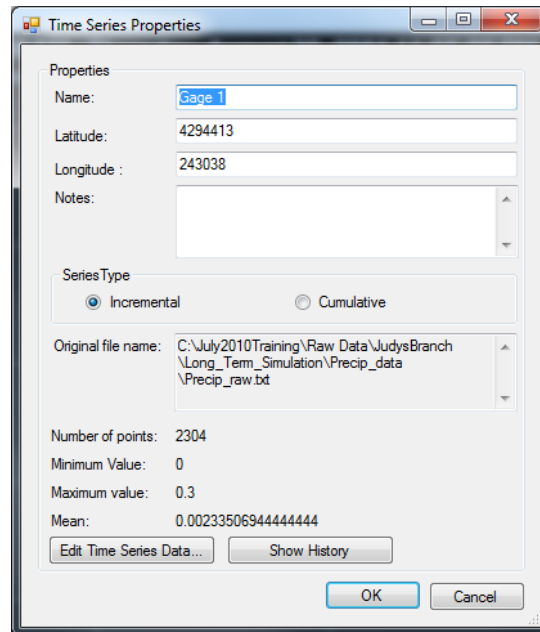 Time Series Properties
Properties
Name: Gage 1
Latitude: 4294413
Longitude : 243038
Notes:
SeriesType
Incremental Cumulative
Original file name: C:\July2010Training\Raw Data\JudysBranch
\Long_Term_Simulation\Precip_data
\Precip_raw.txt
Number of points: 2304
Minimum Value: 0
Maximum value: 0.3
Mean: 0.00233506944444444
Edit Time Series Data... Show History
OK Cancel